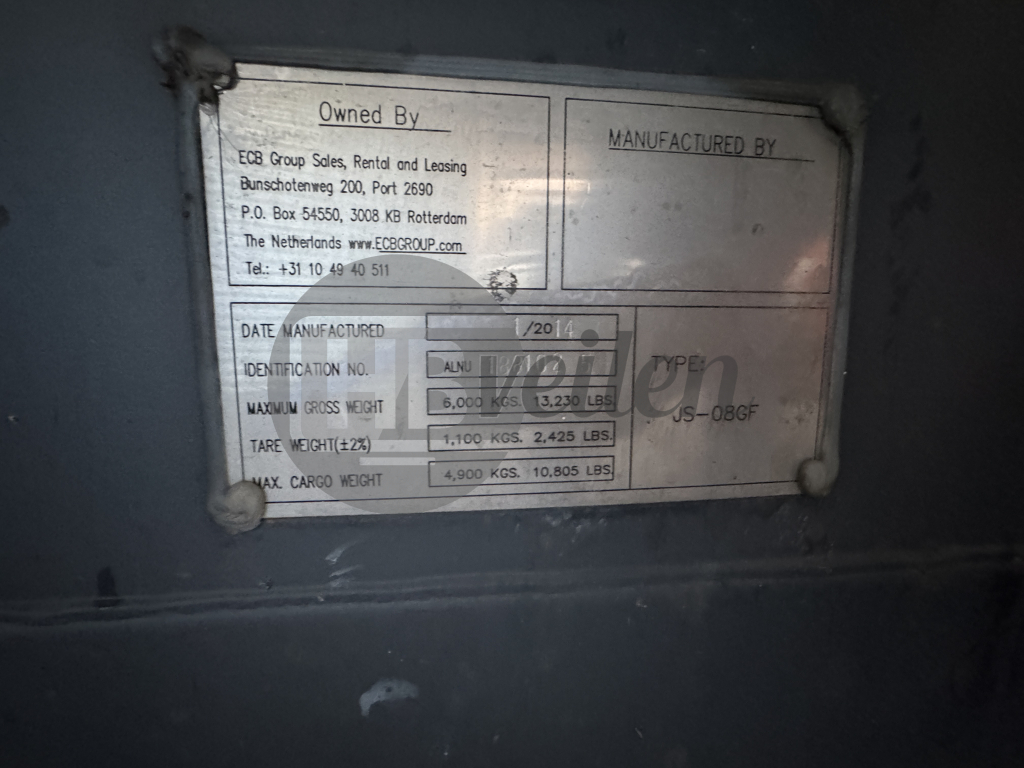 Owned By
ECB Group Sales, Rental and Leasing
Bunschotenweg 200, Port 2690
P.O. Box 54550, 3008 KB Rotterdam
The Netherlands www.ECBGROUP.com
Tel.: +31 10 49 40 511
MANUFACTURED BY
DATE MANUFACTURED 1/2014
IDENTIFICATION NO. ALNU
MAXIMUM GROSS WEIGHT 6,000 KGS. 13,230 LBS.
TARE WEIGHT(±2%) 1,100 KGS. 2,425 LBS.
MAX. CARGO WEIGHT 4,900 KGS. 10,805 LBS.
TYPE:
JS-08GF
veilen